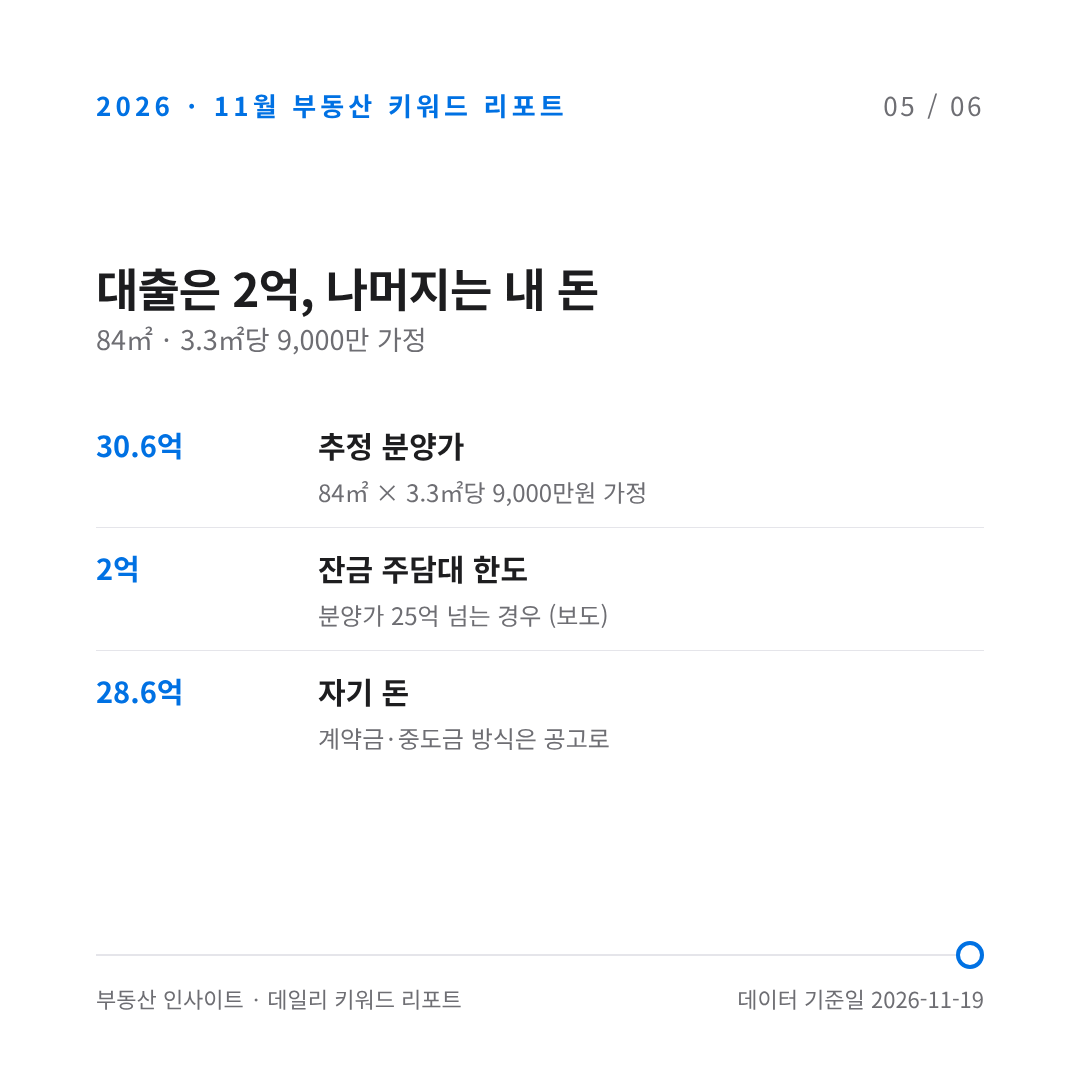 2026 · 11월 부동산 키워드 리포트
05 / 06
대출은 2억, 나머지는 내 돈
84㎡ · 3.3㎡당 9,000만 가정
30.6억
추정 분양가
84㎡ × 3.3㎡당 9,000만원 가정
2억
잔금 주담대 한도
분양가 25억 넘는 경우 (보도)
28.6억
자기 돈
계약금·중도금 방식은 공고로
부동산 인사이트 · 데일리 키워드 리포트
데이터 기준일 2026-11-19